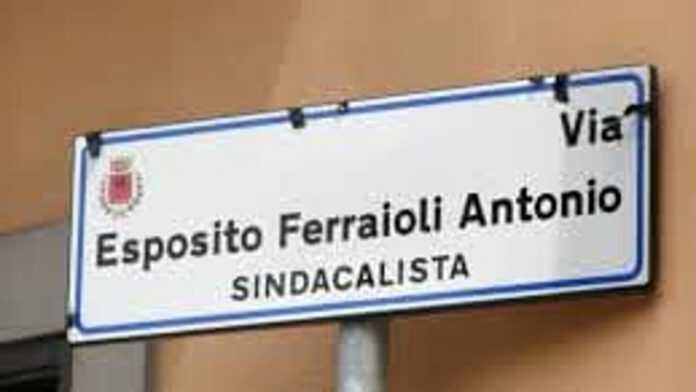 Via
Esposito Ferraioli Antonio
SINDACALISTA